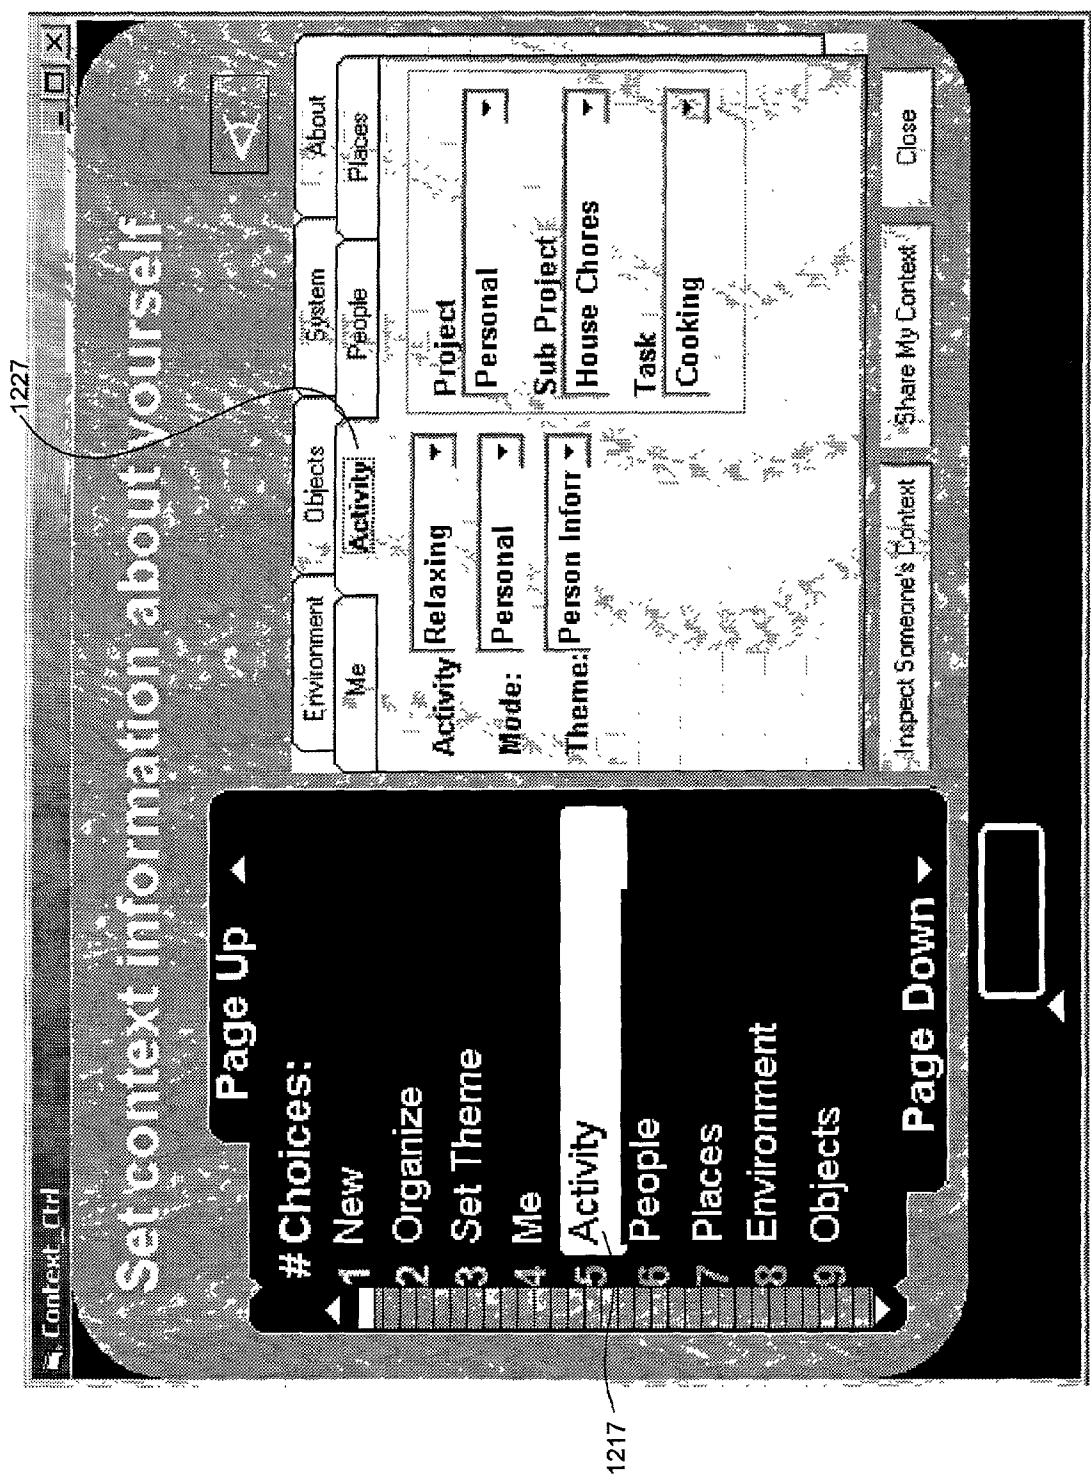 1227
Context_Ctrl
Set context information about yourself
Page Up
#Choices:
1 New
2 Organize
3 Set Theme
4 Me
5 Activity
6 People
7 Places
8 Environment
9 Objects
Page Down
Environment Objects System About
Me Activity People Places
Activity Relaxing
Mode: Personal
Theme: Person Inforr
Project
Personal
Sub Project
House Chores
Task
Cooking
Inspect Someone's Context Share My Context Close
1217